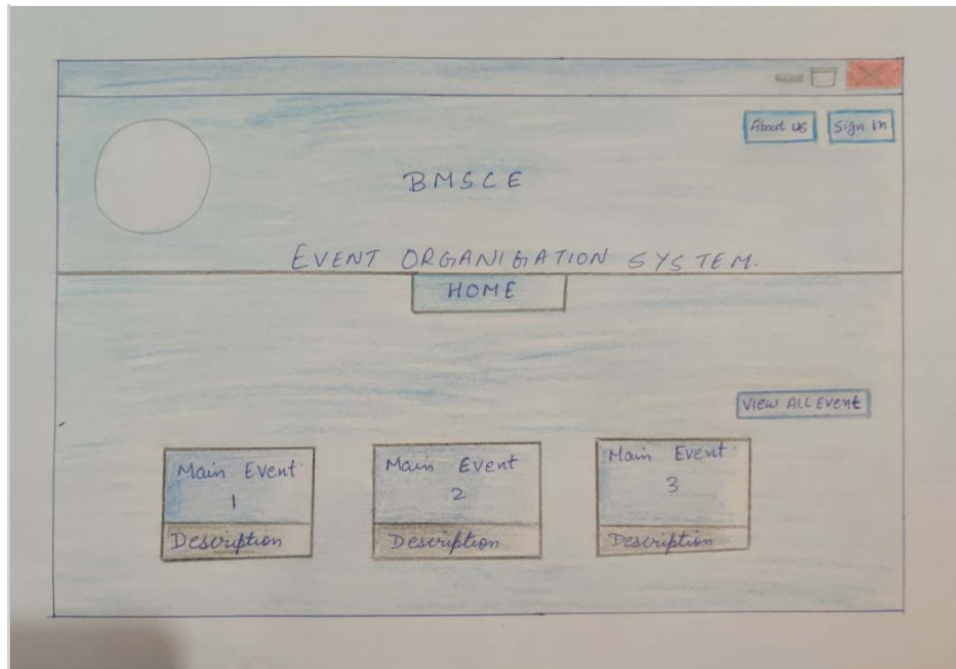 About us
Sign In
BMSCE
EVENT ORGANIGATION SYSTEM.
HOME
VIEW ALL EVENt
Main Event
1
Description
Main Event
2
Description
Main Event
3
Description